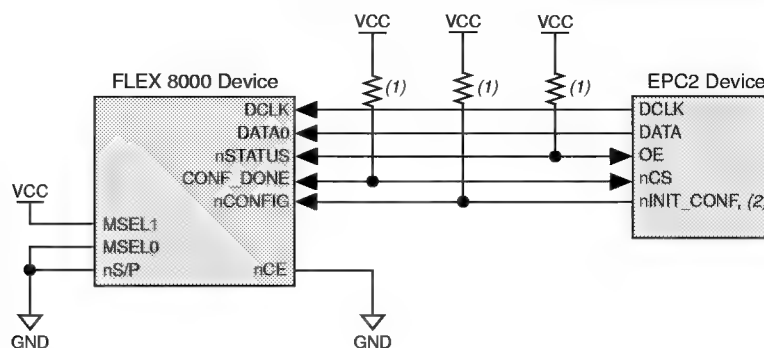 VCC VCC VCC
FLEX 8000 Device (1) (1) (1) EPC2 Device
DCLK DCLK
DATA0 DATA
nSTATUS OE
CONF_DONE nCS
nCONFIG nINIT_CONF, (2)
VCC
MSEL1
MSEL0
nS/P nCE
GND GND